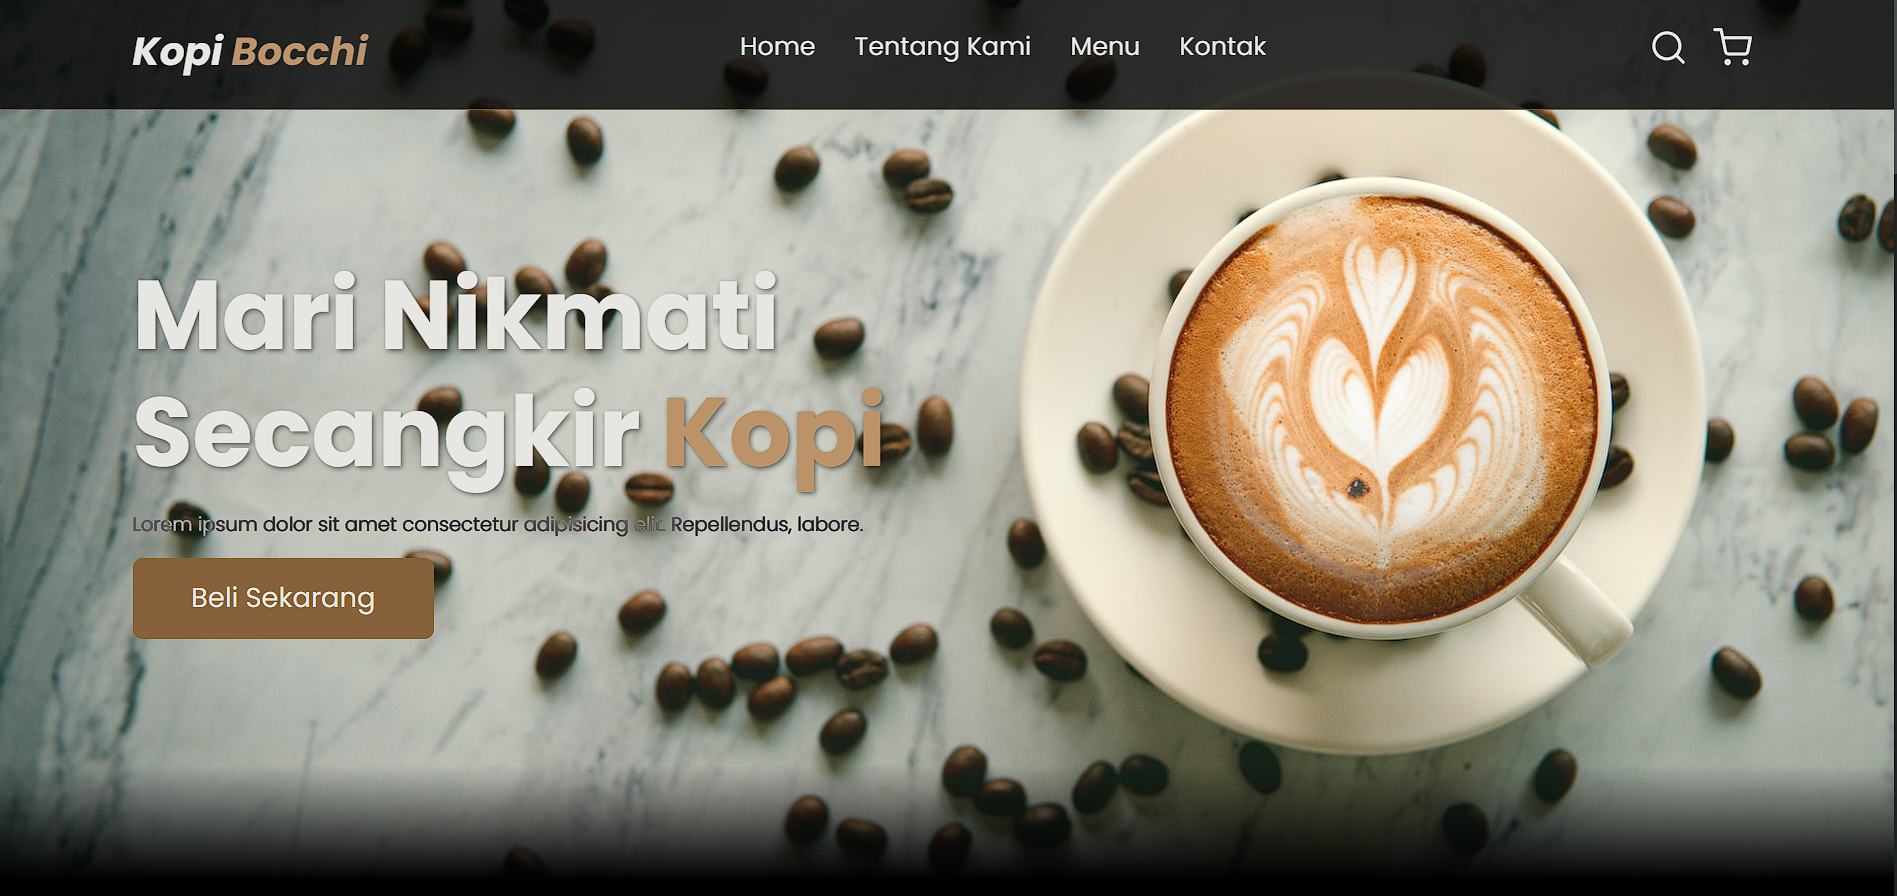 Kopi Bocchi
Home Tentang Kami Menu Kontak
Mari Nikmati
Secangkir Kopi
Lorem ipsum dolor sit amet consectetur adipisicing elit. Repellendus, labore.
Beli Sekarang